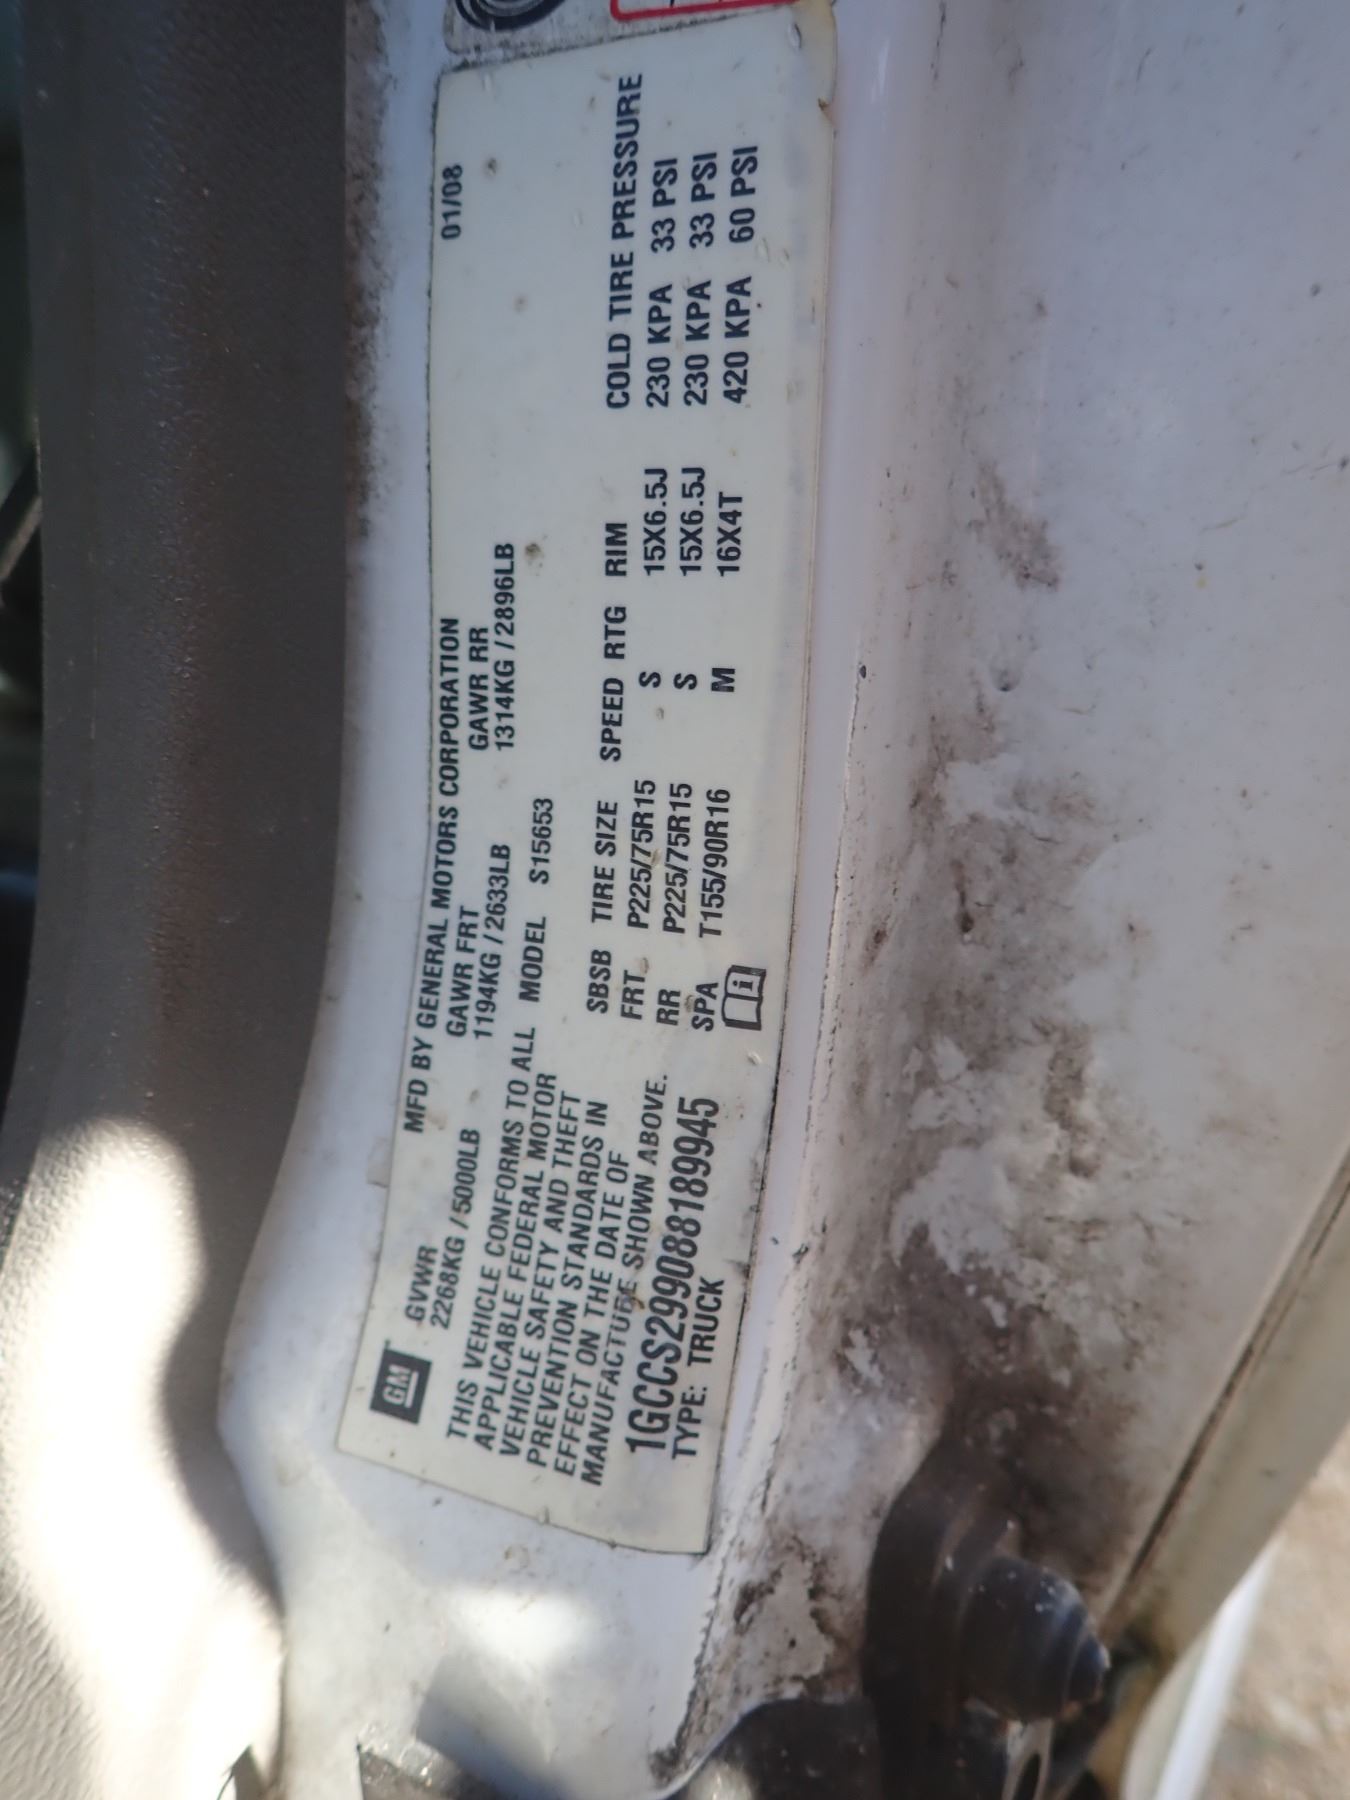 GM
MFD BY GENERAL MOTORS CORPORATION 01/08
GVWR GAWR FRT GAWR RR
2268KG / 5000LB 1194KG / 2633LB 1314KG / 2896LB
THIS VEHICLE CONFORMS TO ALL MODEL S15653
APPLICABLE FEDERAL MOTOR
VEHICLE SAFETY AND THEFT
PREVENTION STANDARDS IN
EFFECT ON THE DATE OF
MANUFACTURE SHOWN ABOVE.
1GCCS299088189945
TYPE: TRUCK
SBSB TIRE SIZE SPEED RTG RIM COLD TIRE PRESSURE
FRT P225/75R15 S 15X6.5J 230 KPA 33 PSI
RR P225/75R15 S 15X6.5J 230 KPA 33 PSI
SPA T155/90R16 M 16X4T 420 KPA 60 PSI
i